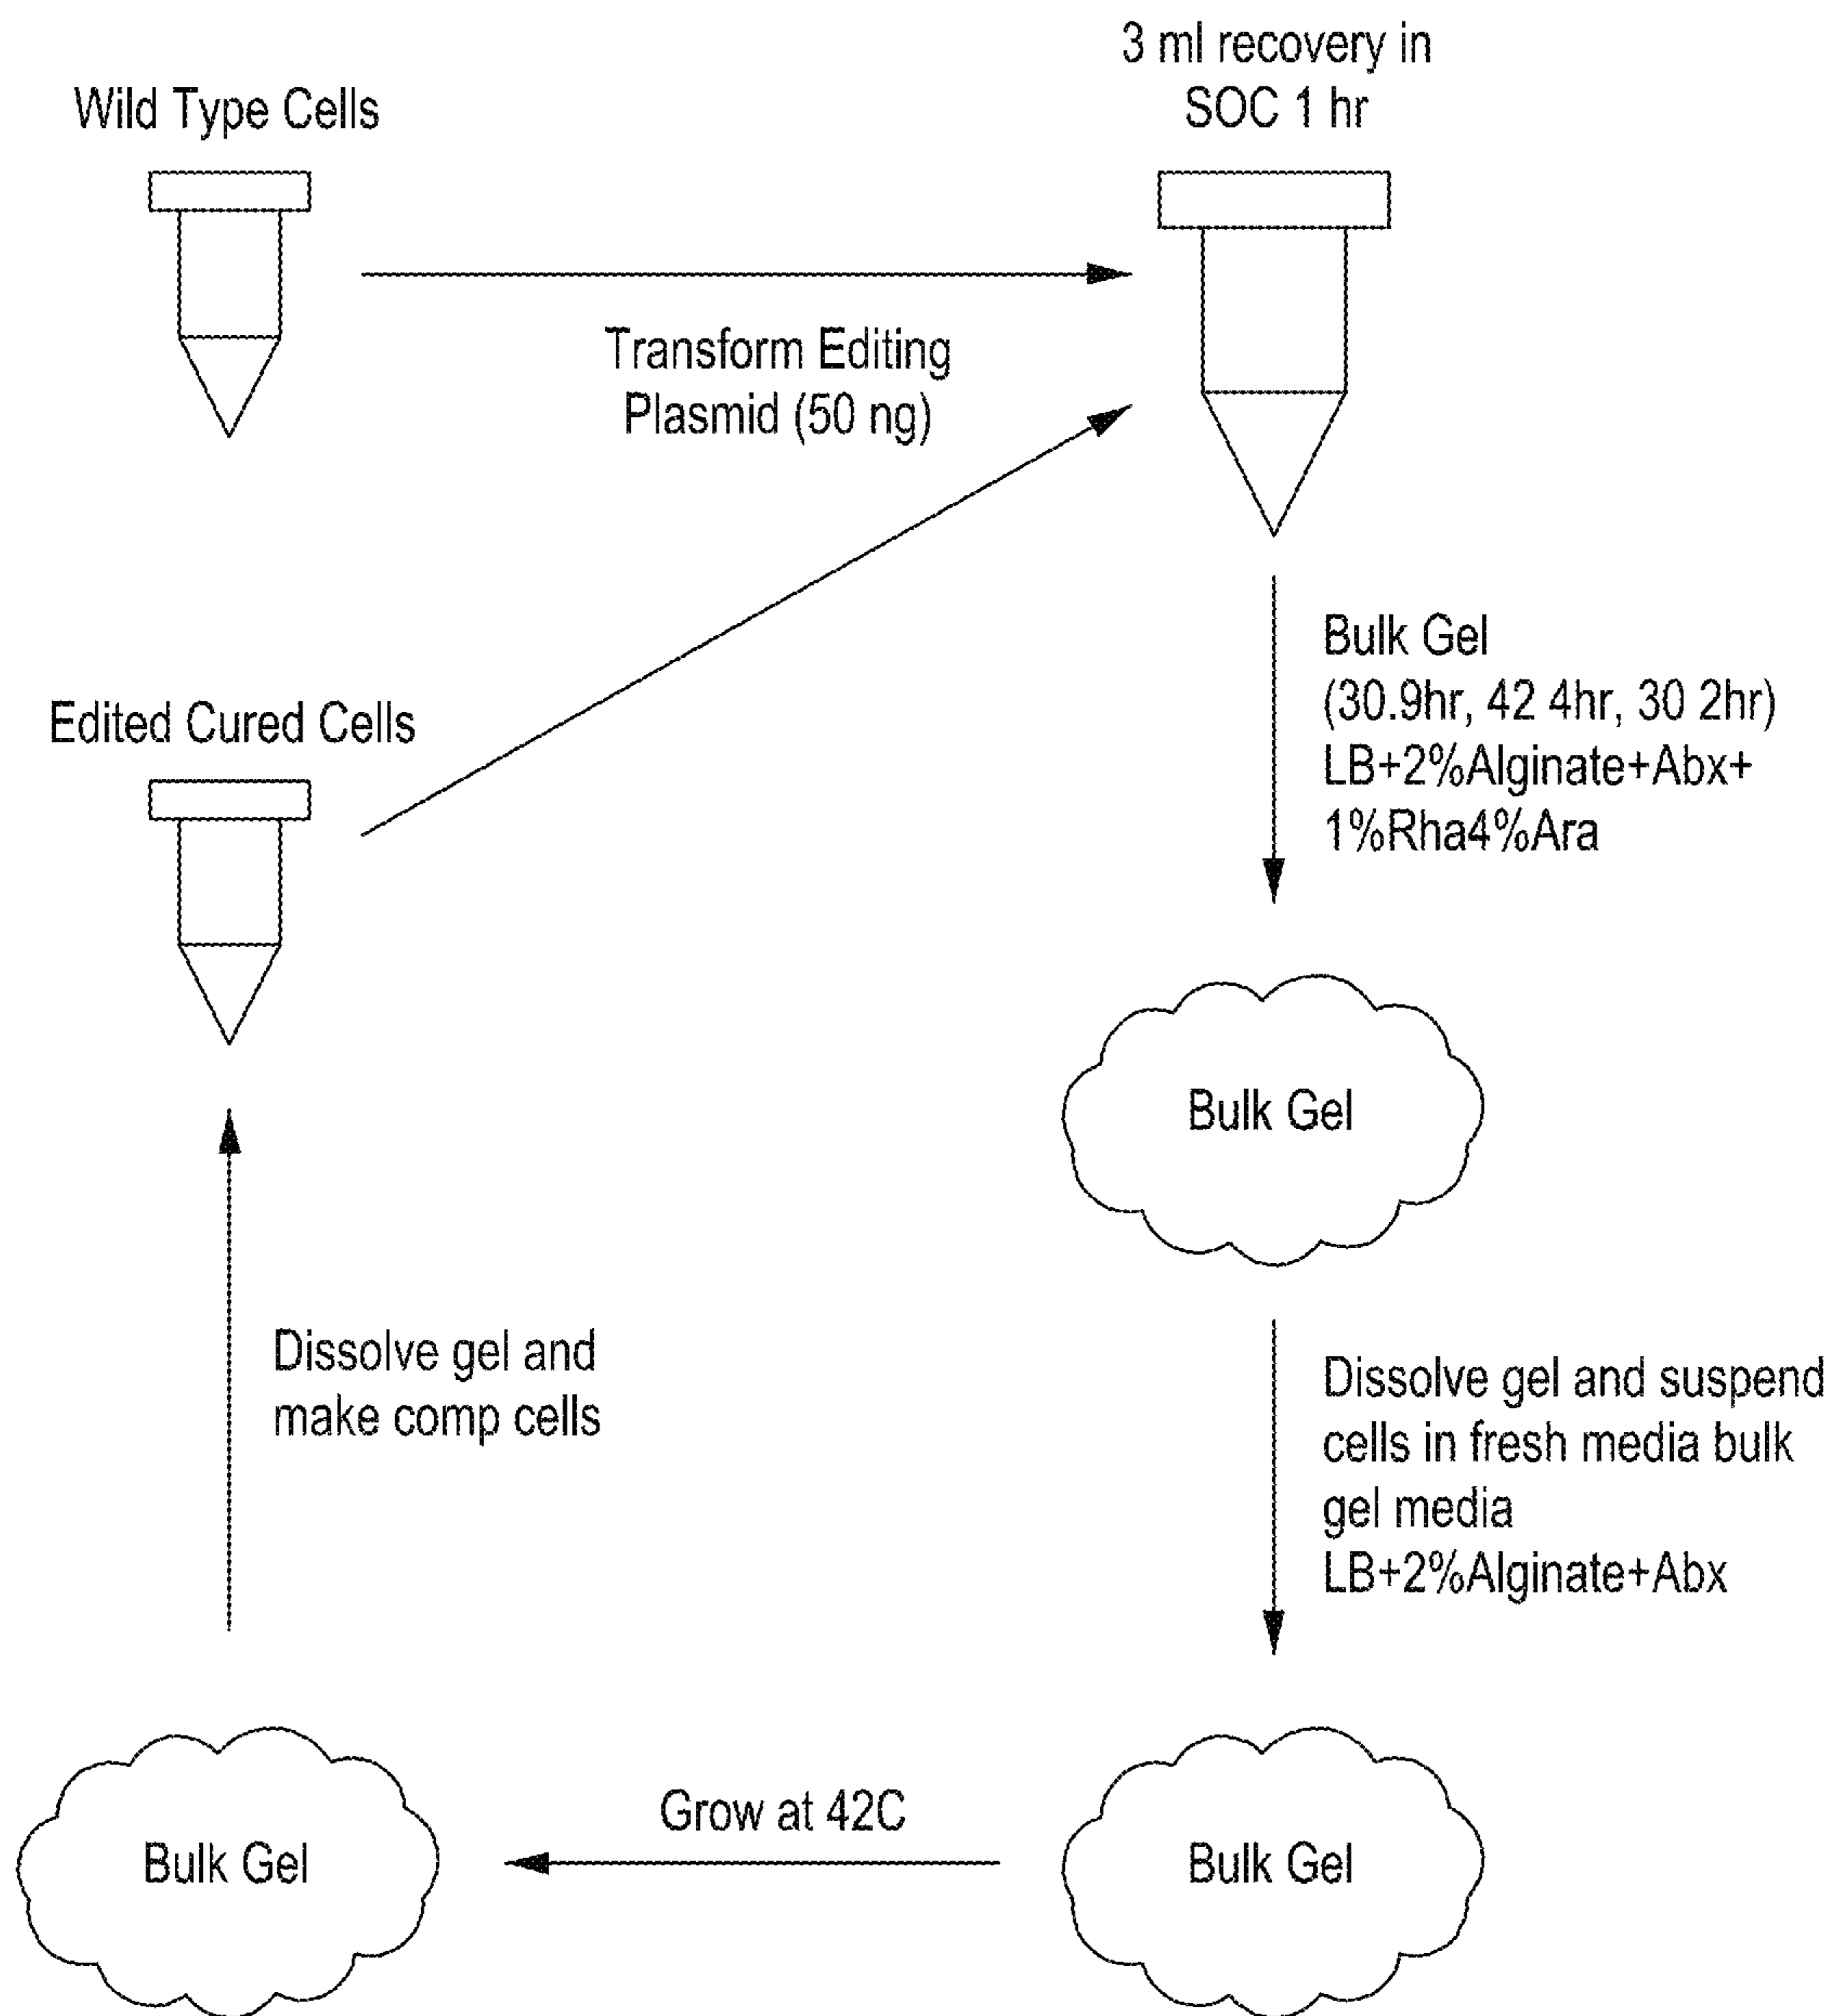 Wild Type Cells
3 ml recovery in
SOC 1 hr
Transform Editing
Plasmid (50 ng)
Bulk Gel
(30.9hr, 42 4hr, 30 2hr)
LB+2%Alginate+Abx+
1%Rha4%Ara
Edited Cured Cells
Bulk Gel
Dissolve gel and suspend
cells in fresh media bulk
gel media
LB+2%Alginate+Abx
Dissolve gel and
make comp cells
Bulk Gel
Grow at 42C
Bulk Gel